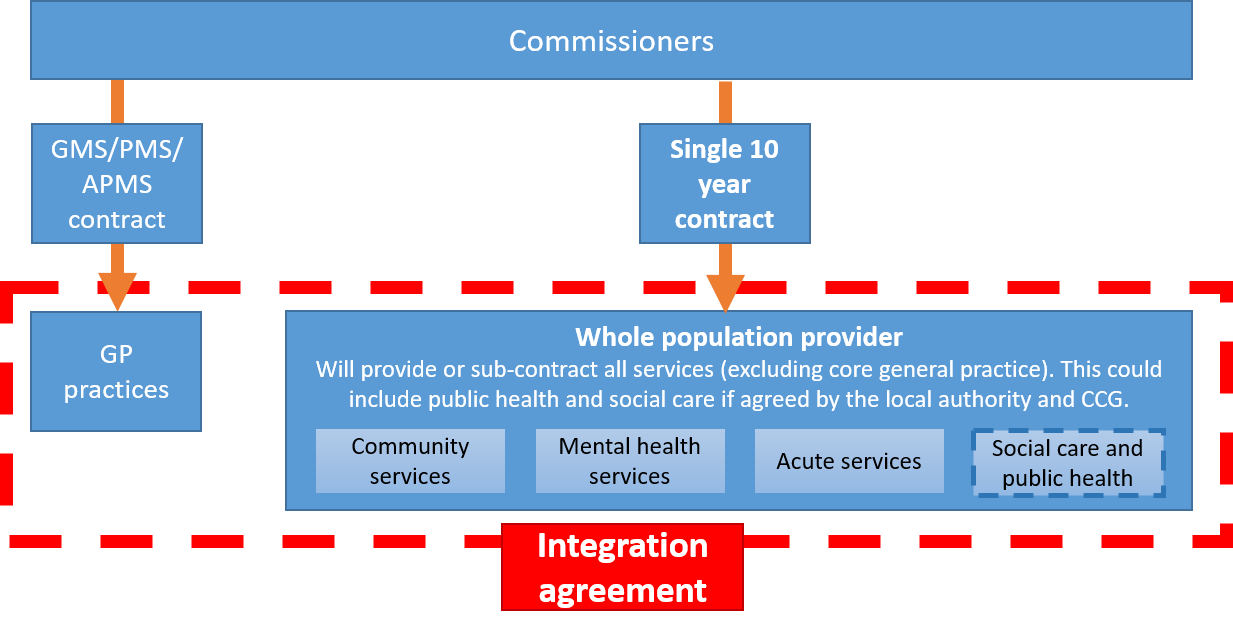 Commissioners
GMS/PMS/
APMS
contract
Single 10
year
contract
GP
practices
Whole population provider
Will provide or sub-contract all services (excluding core general practice). This could
include public health and social care if agreed by the local authority and CCG.
Community
services
Mental health
services
Acute services
Social care and
public health
Integration
agreement